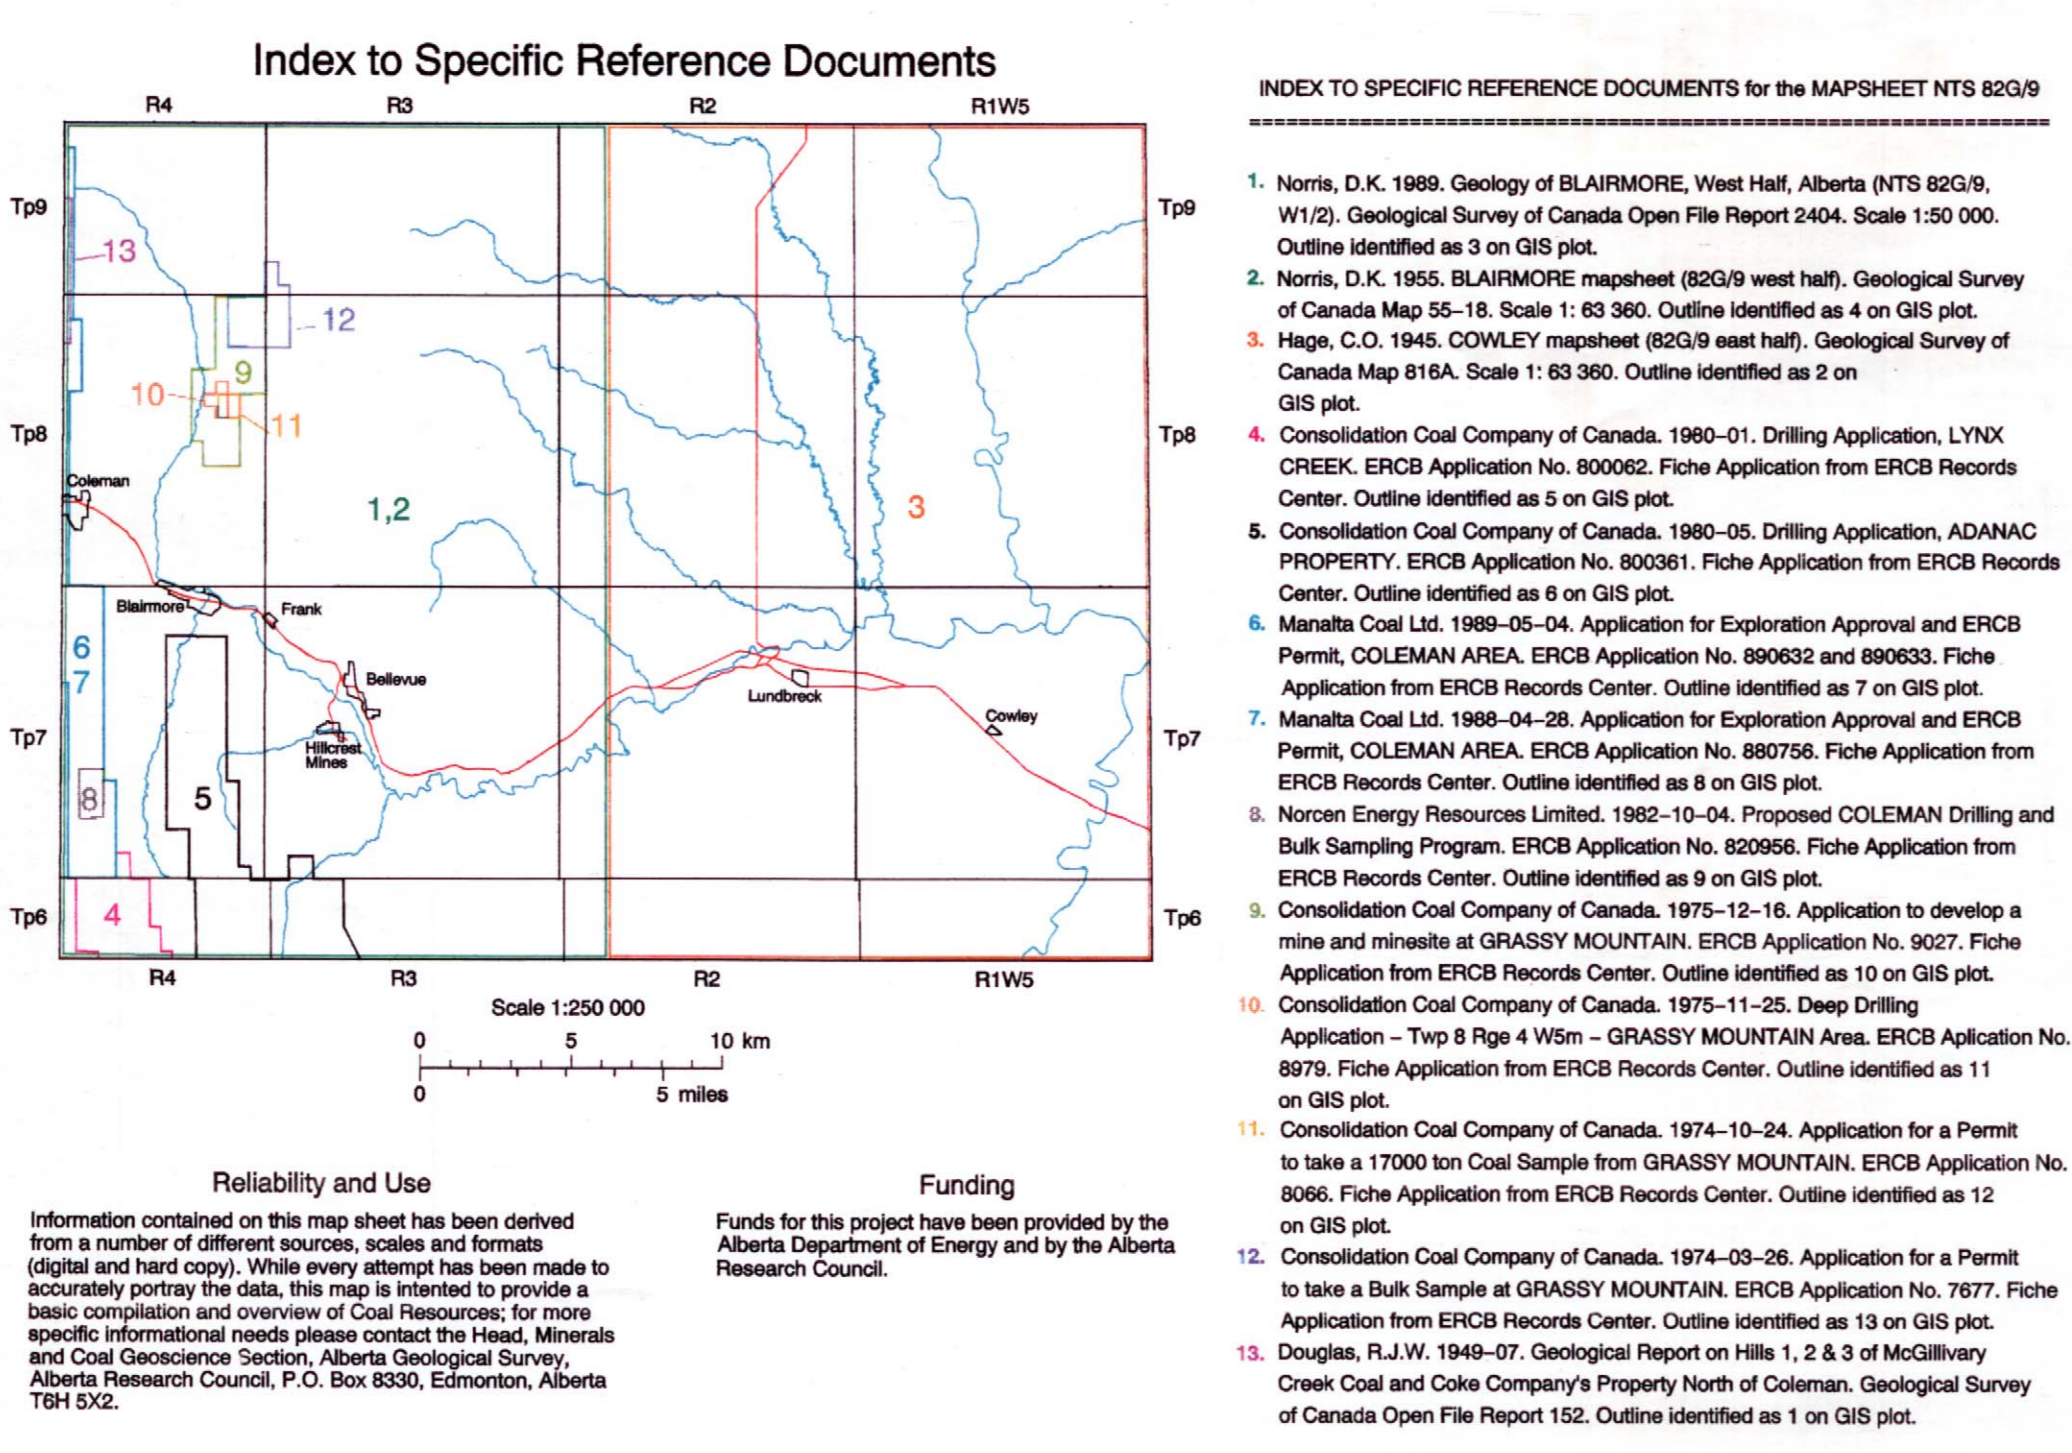 Index to Specific Reference Documents
R4 R3 R2 R1W5
Tp9 Tp9
13
12
9
10
11
Tp8 Tp8
Coleman
1,2
3
Blairmore
Frank
6
7
Bellevue
Lundbreck
Cowley
Tp7 Tp7
Hillcrest
Mines
8
5
4
Tp6 Tp6
R4 R3 R2 R1W5
Scale 1:250 000
0 5 10 km
0 5 miles
Reliability and Use
Information contained on this map sheet has been derived
from a number of different sources, scales and formats
(digital and hard copy). While every attempt has been made to
accurately portray the data, this map is intented to provide a
basic compilation and overview of Coal Resources; for more
specific informational needs please contact the Head, Minerals
and Coal Geoscience Section, Alberta Geological Survey,
Alberta Research Council, P.O. Box 8330, Edmonton, Alberta
T6H 5X2.
Funding
Funds for this project have been provided by the
Alberta Department of Energy and by the Alberta
Research Council.
INDEX TO SPECIFIC REFERENCE DOCUMENTS for the MAPSHEET NTS 82G/9
1. Norris, D.K. 1989. Geology of BLAIRMORE, West Half, Alberta (NTS 82G/9,
W1/2). Geological Survey of Canada Open File Report 2404. Scale 1:50 000.
Outline identified as 3 on GIS plot.
2. Norris, D.K. 1955. BLAIRMORE mapsheet (82G/9 west half). Geological Survey
of Canada Map 55-18. Scale 1: 63 360. Outline identified as 4 on GIS plot.
3. Hage, C.O. 1945. COWLEY mapsheet (82G/9 east half). Geological Survey of
Canada Map 816A. Scale 1: 63 360. Outline identified as 2 on
GIS plot.
4. Consolidation Coal Company of Canada. 1980-01. Drilling Application, LYNX
CREEK. ERCB Application No. 800062. Fiche Application from ERCB Records
Center. Outline identified as 5 on GIS plot.
5. Consolidation Coal Company of Canada. 1980-05. Drilling Application, ADANAC
PROPERTY. ERCB Application No. 800361. Fiche Application from ERCB Records
Center. Outline identified as 6 on GIS plot.
6. Manalta Coal Ltd. 1989-05-04. Application for Exploration Approval and ERCB
Permit, COLEMAN AREA. ERCB Application No. 890632 and 890633. Fiche
Application from ERCB Records Center. Outline identified as 7 on GIS plot.
7. Manalta Coal Ltd. 1988-04-28. Application for Exploration Approval and ERCB
Permit, COLEMAN AREA. ERCB Application No. 880756. Fiche Application from
ERCB Records Center. Outline identified as 8 on GIS plot.
8. Norcen Energy Resources Limited. 1982-10-04. Proposed COLEMAN Drilling and
Bulk Sampling Program. ERCB Application No. 820956. Fiche Application from
ERCB Records Center. Outline identified as 9 on GIS plot.
9. Consolidation Coal Company of Canada. 1975-12-16. Application to develop a
mine and minesite at GRASSY MOUNTAIN. ERCB Application No. 9027. Fiche
Application from ERCB Records Center. Outline identified as 10 on GIS plot.
10. Consolidation Coal Company of Canada. 1975-11-25. Deep Drilling
Application - Twp 8 Rge 4 W5m - GRASSY MOUNTAIN Area. ERCB Aplication No.
8979. Fiche Application from ERCB Records Center. Outline identified as 11
on GIS plot.
11. Consolidation Coal Company of Canada. 1974-10-24. Application for a Permit
to take a 17000 ton Coal Sample from GRASSY MOUNTAIN. ERCB Application No.
8066. Fiche Application from ERCB Records Center. Outline identified as 12
on GIS plot.
12. Consolidation Coal Company of Canada. 1974-03-26. Application for a Permit
to take a Bulk Sample at GRASSY MOUNTAIN. ERCB Application No. 7677. Fiche
Application from ERCB Records Center. Outline identified as 13 on GIS plot.
13. Douglas, R.J.W. 1949-07. Geological Report on Hills 1, 2 & 3 of McGillivary
Creek Coal and Coke Company's Property North of Coleman. Geological Survey
of Canada Open File Report 152. Outline identified as 1 on GIS plot.